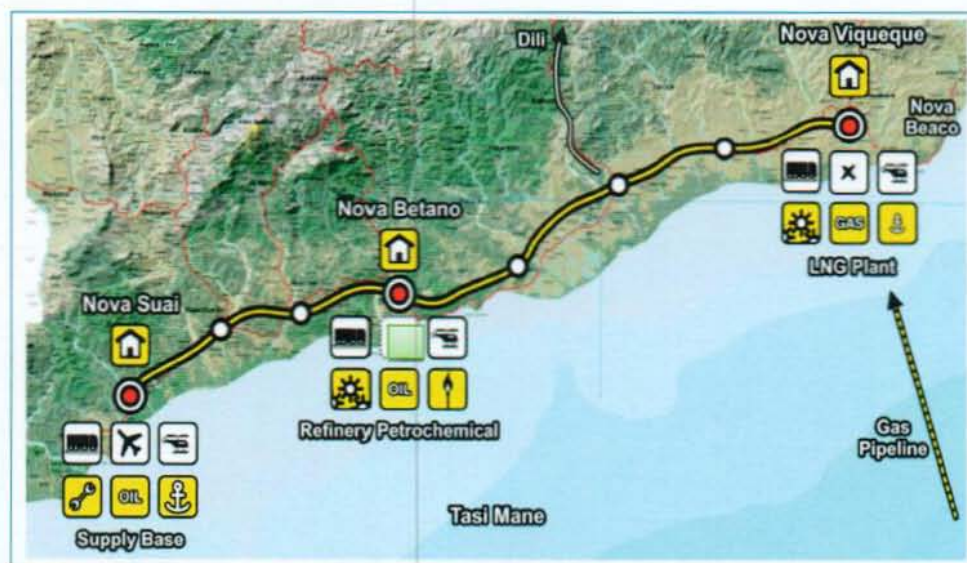 Dili
Nova Viqueque
Nova
Beaco
Nova Betano
GAS
LNG Plant
Nova Suai
OIL
Refinery Petrochemical
Gas
Pipeline
OIL
Tasi Mane
Supply Base